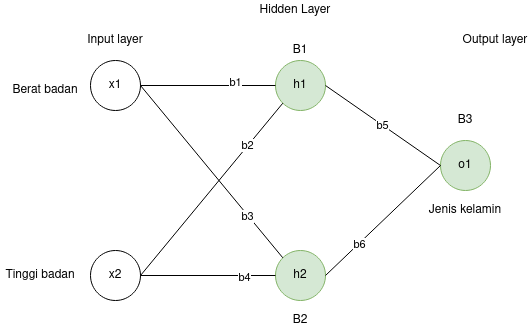 Hidden Layer
Input layer
Output layer
B1
x1
b1
h1
Berat badan
b5
B3
b2
o1
Jenis kelamin
b3
b6
Tinggi badan
x2
b4
h2
B2